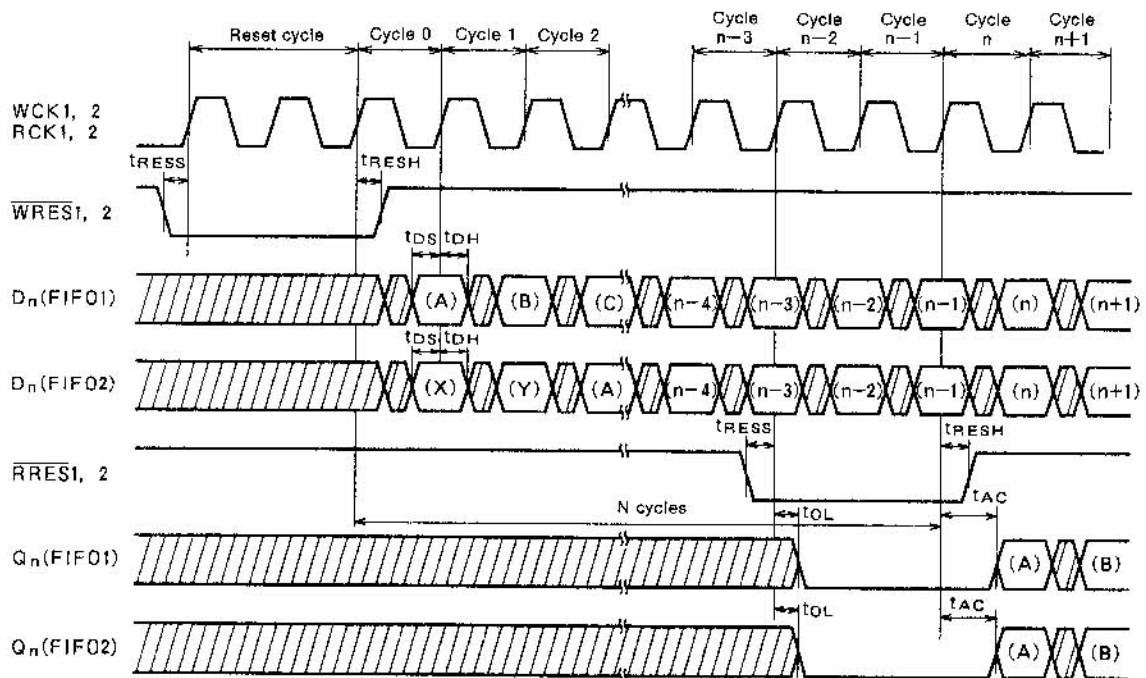 Reset cycle Cycle 0 Cycle 1 Cycle 2 Cycle n-3 Cycle n-2 Cycle n-1 Cycle n Cycle n+1
WCK1, 2
RCK1, 2
tRESS tRESH
WRES1, 2
tDS tDH
Dn(FIFO1) (A) (B) (C) (n-4) (n-3) (n-2) (n-1) (n) (n+1)
tDS tDH
Dn(FIFO2) (X) (Y) (A) (n-4) (n-3) (n-2) (n-1) (n) (n+1)
tRESS tRESH
RRES1, 2
N cycles tOL tAC
Qn(FIFO1) (A) (B)
tOL tAC
Qn(FIFO2) (A) (B)